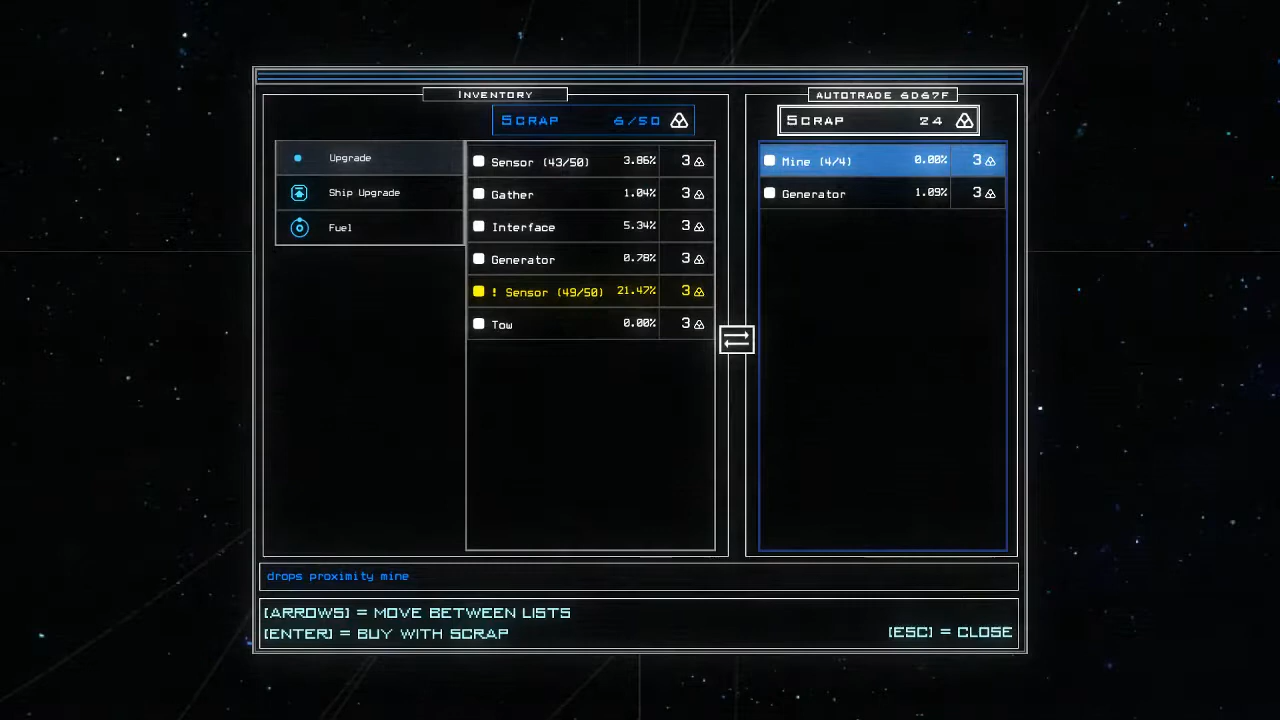 INVENTORY
SCRAP 6/50
Upgrade
Ship Upgrade
Fuel
Sensor (43/50) 3.86% 3
Gather 1.04% 3
Interface 5.34% 3
Generator 0.78% 3
! Sensor (49/50) 21.47% 3
Tow 0.00% 3
AUTOTRADE 6D67F
SCRAP 24
Mine (4/4) 0.00% 3
Generator 1.09% 3
drops proximity mine
[ARROWS] = MOVE BETWEEN LISTS
[ENTER] = BUY WITH SCRAP
[ESC] = CLOSE